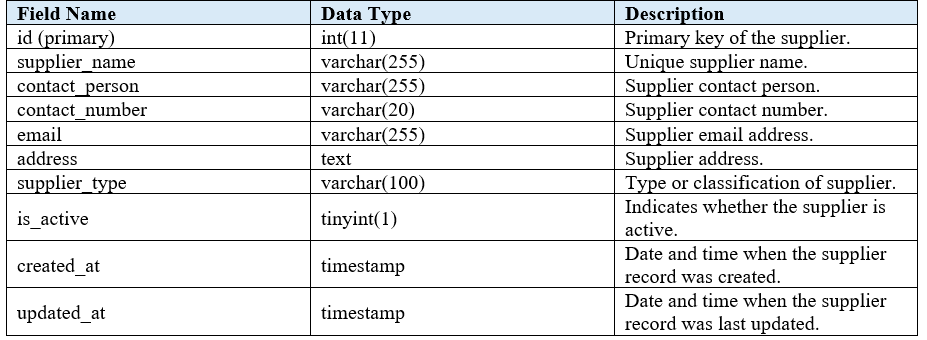 Field Name Data Type Description
id (primary) int(11) Primary key of the supplier.
supplier_name varchar(255) Unique supplier name.
contact_person varchar(255) Supplier contact person.
contact_number varchar(20) Supplier contact number.
email varchar(255) Supplier email address.
address text Supplier address.
supplier_type varchar(100) Type or classification of supplier.
is_active tinyint(1) Indicates whether the supplier is
active.
created_at timestamp Date and time when the supplier
record was created.
updated_at timestamp Date and time when the supplier
record was last updated.